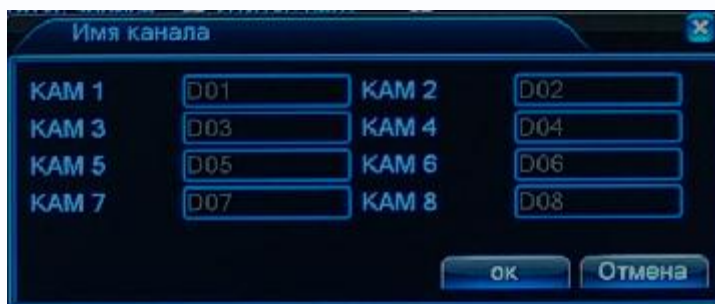 Имя канала
КАМ 1 D01 КАМ 2 D02
КАМ 3 D03 КАМ 4 D04
КАМ 5 D05 КАМ 6 D06
КАМ 7 D07 КАМ 8 D08
ок Отмена